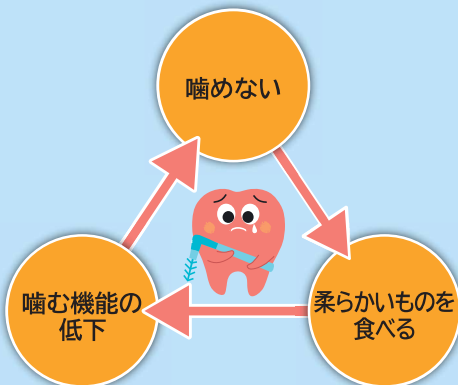 噛めない
柔らかいものを
食べる
噛む機能の
低下